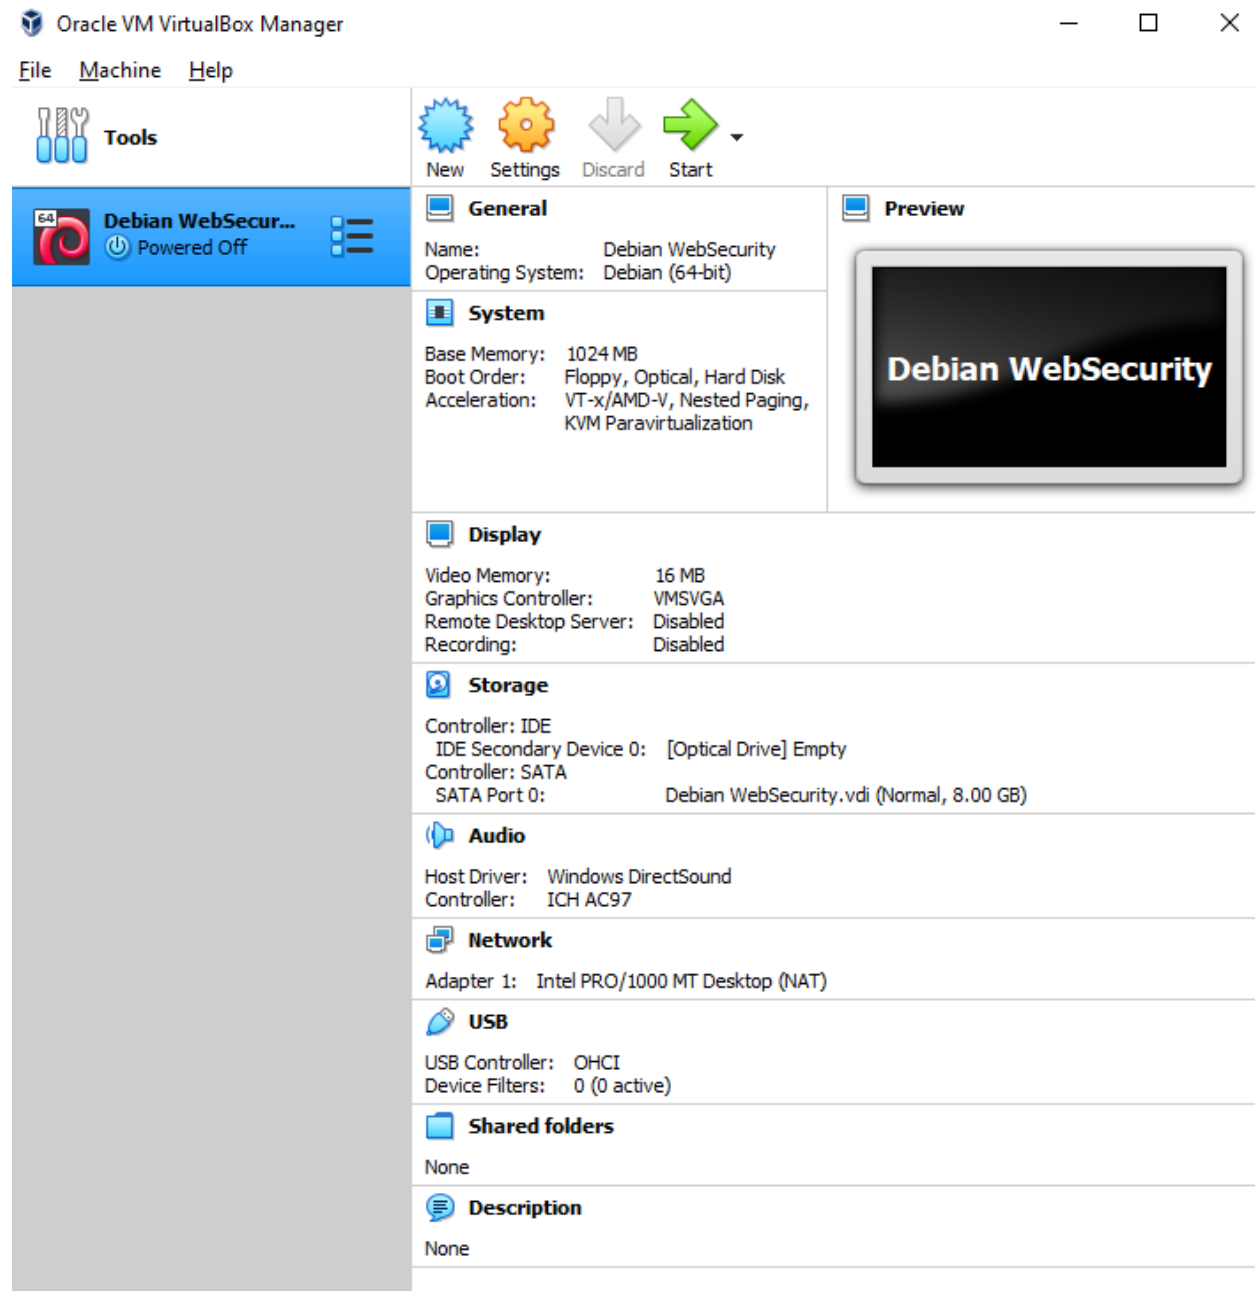 Oracle VM VirtualBox Manager
File Machine Help
Tools
New Settings Discard Start
64
Debian WebSecur...
Powered Off
General
Name: Debian WebSecurity
Operating System: Debian (64-bit)
System
Base Memory: 1024 MB
Boot Order: Floppy, Optical, Hard Disk
Acceleration: VT-x/AMD-V, Nested Paging,
KVM Paravirtualization
Preview
Debian WebSecurity
Display
Video Memory: 16 MB
Graphics Controller: VMSVGA
Remote Desktop Server: Disabled
Recording: Disabled
Storage
Controller: IDE
IDE Secondary Device 0: [Optical Drive] Empty
Controller: SATA
SATA Port 0: Debian WebSecurity.vdi (Normal, 8.00 GB)
Audio
Host Driver: Windows DirectSound
Controller: ICH AC97
Network
Adapter 1: Intel PRO/1000 MT Desktop (NAT)
USB
USB Controller: OHCI
Device Filters: 0 (0 active)
Shared folders
None
Description
None